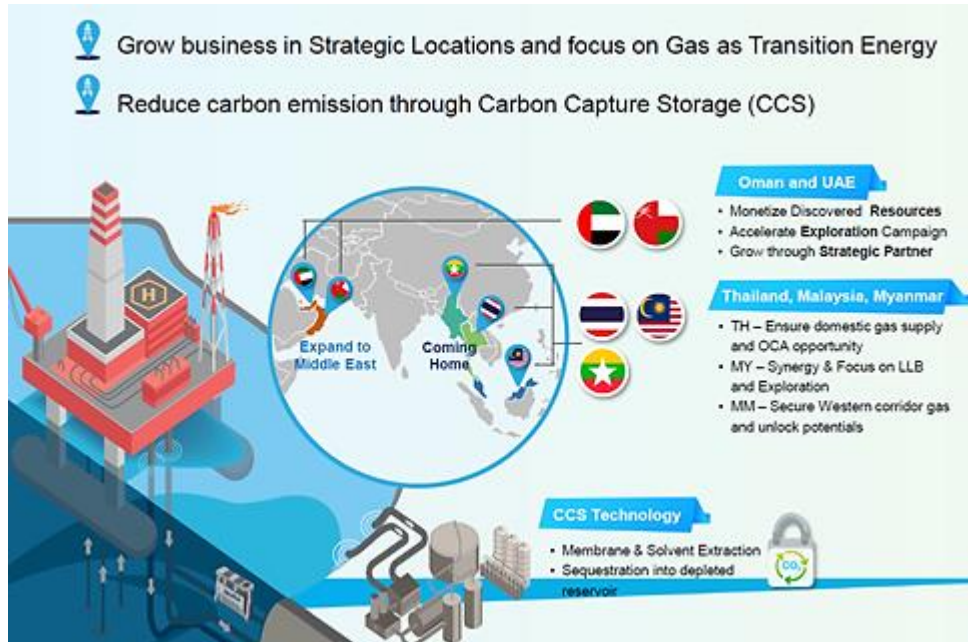 Grow business in Strategic Locations and focus on Gas as Transition Energy
Reduce carbon emission through Carbon Capture Storage (CCS)
Oman and UAE
• Monetize Discovered Resources
• Accelerate Exploration Campaign
• Grow through Strategic Partner
Expand to
Middle East
Coming
Home
Thailand, Malaysia, Myanmar
• TH – Ensure domestic gas supply
and OCA opportunity
• MY – Synergy & Focus on LLB
and Exploration
• MM – Secure Western corridor gas
and unlock potentials
H
CCS Technology
• Membrane & Solvent Extraction
• Sequestration into depleted
reservoir
CO₂